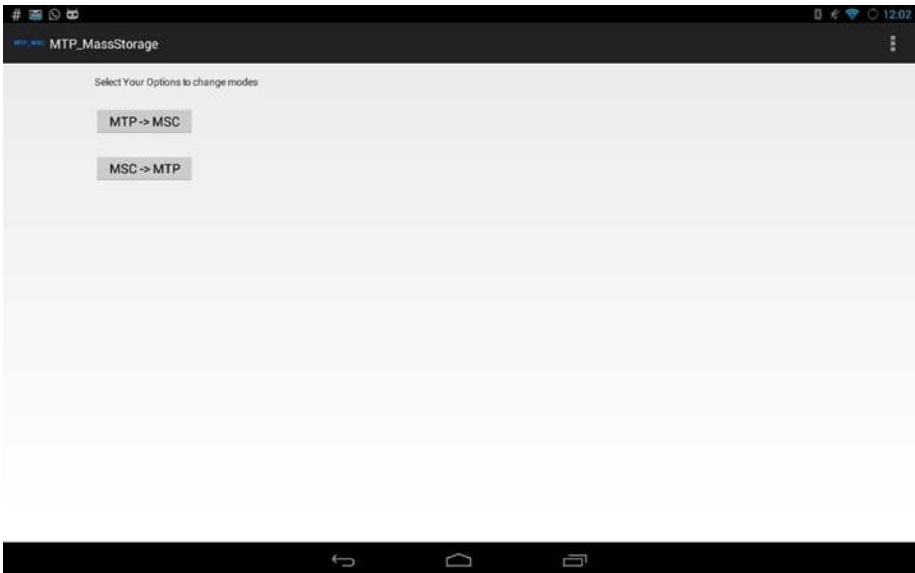 # 12:02
MTP_MassStorage
Select Your Options to change modes
MTP -> MSC
MSC -> MTP